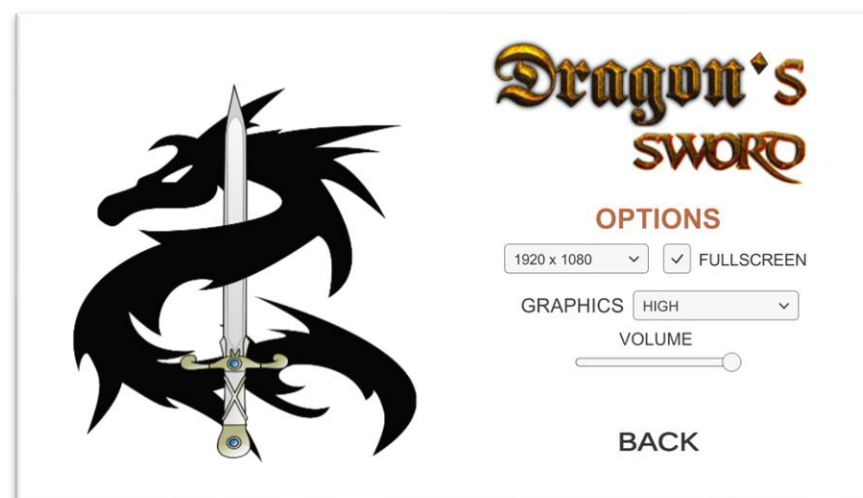 Dragon's
SWORD
OPTIONS
1920 x 1080 FULLSCREEN
GRAPHICS HIGH
VOLUME
BACK